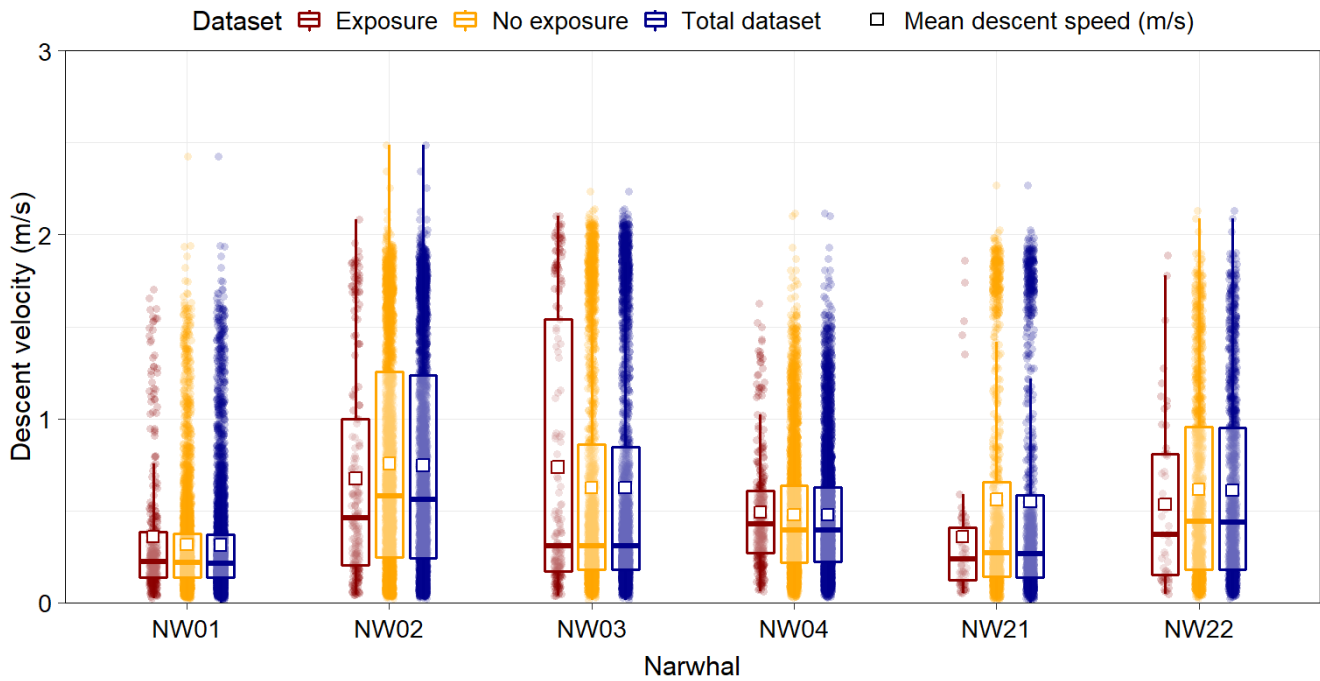 Dataset Exposure No exposure Total dataset Mean descent speed (m/s)
3
2
1
0
Descent velocity (m/s)
NW01 NW02 NW03 NW04 NW21 NW22
Narwhal